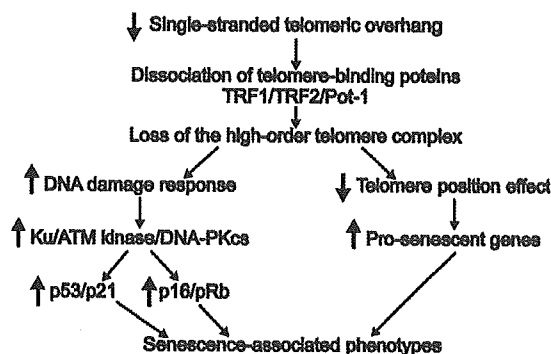 Single-stranded telomeric overhang
Dissociation of telomere-binding poteins
TRF1/TRF2/Pot-1
Loss of the high-order telomere complex
DNA damage response
Telomere position effect
Ku/ATM kinase/DNA-PKcs
Pro-senescent genes
p53/p21
p16/pRb
Senescence-associated phenotypes